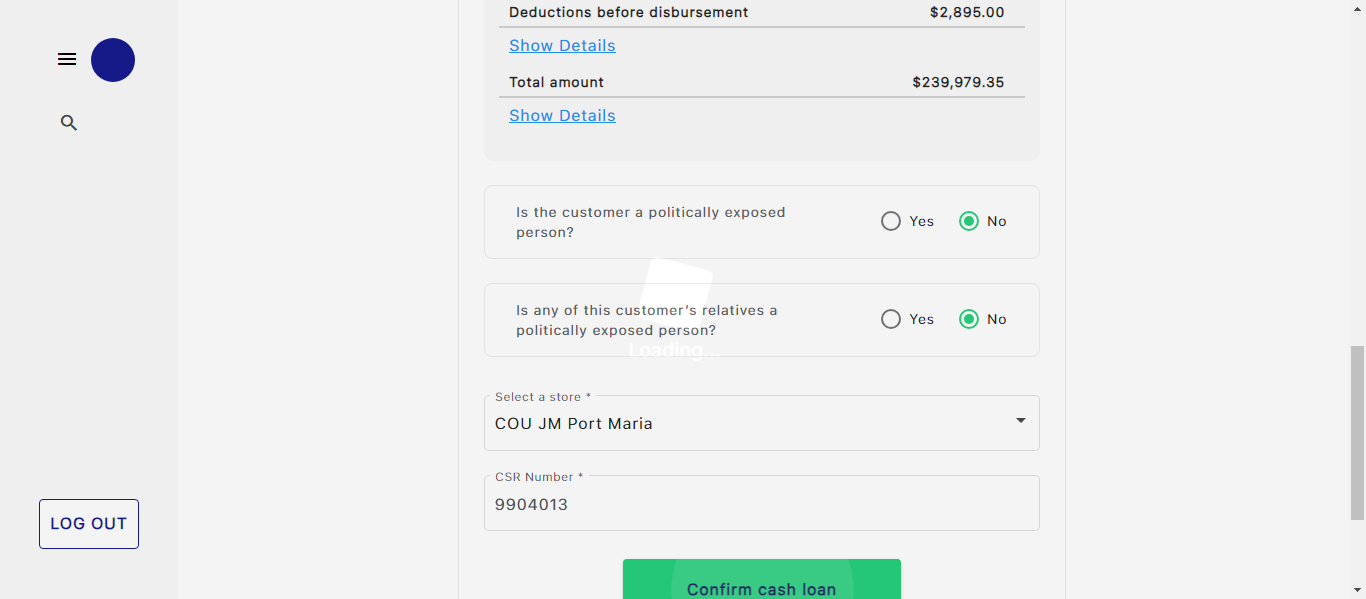 Deductions before disbursement $2,895.00
Show Details
Total amount $239,979.35
Show Details
Is the customer a politically exposed
person?
Yes No
Is any of this customer's relatives a
politically exposed person?
Yes No
Loading...
Select a store *
COU JM Port Maria
CSR Number *
9904013
LOG OUT
Confirm cash loan